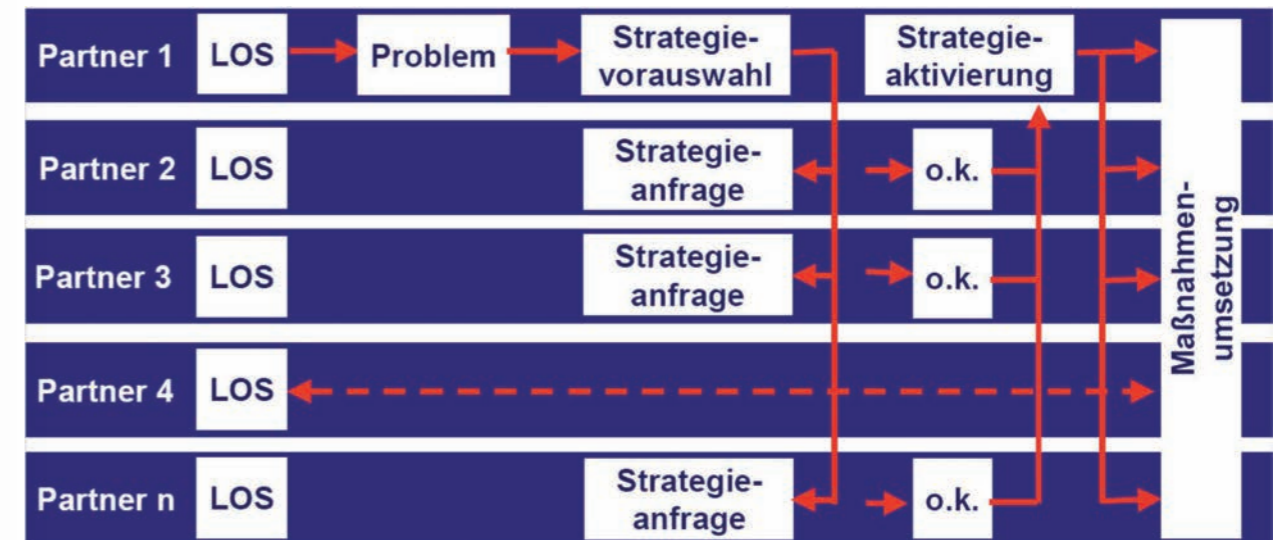 Partner 1
LOS
Problem
Strategie-
vorauswahl
Strategie-
aktivierung
Partner 2
LOS
Strategie-
anfrage
o.k.
Partner 3
LOS
Strategie-
anfrage
o.k.
Partner 4
LOS
Partner n
LOS
Strategie-
anfrage
o.k.
Maßnahmen-
umsetzung